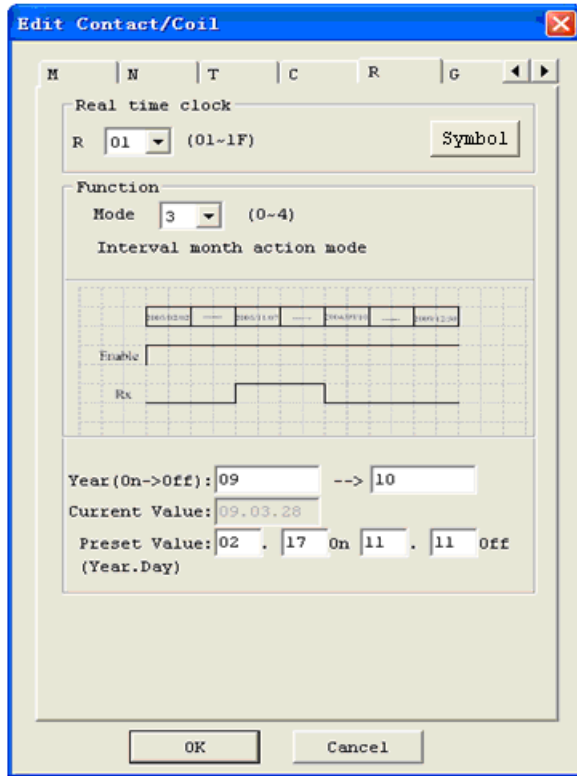 Edit Contact/Coil
M N T C R G
Real time clock
R 01 (01~1F) Symbol
Function
Mode 3 (0~4)
Interval month action mode
Enable
Rx
Year(On->Off): 09 --> 10
Current Value: 09.03.28
Preset Value: 02 . 17 On 11 . 11 Off
(Year.Day)
OK Cancel